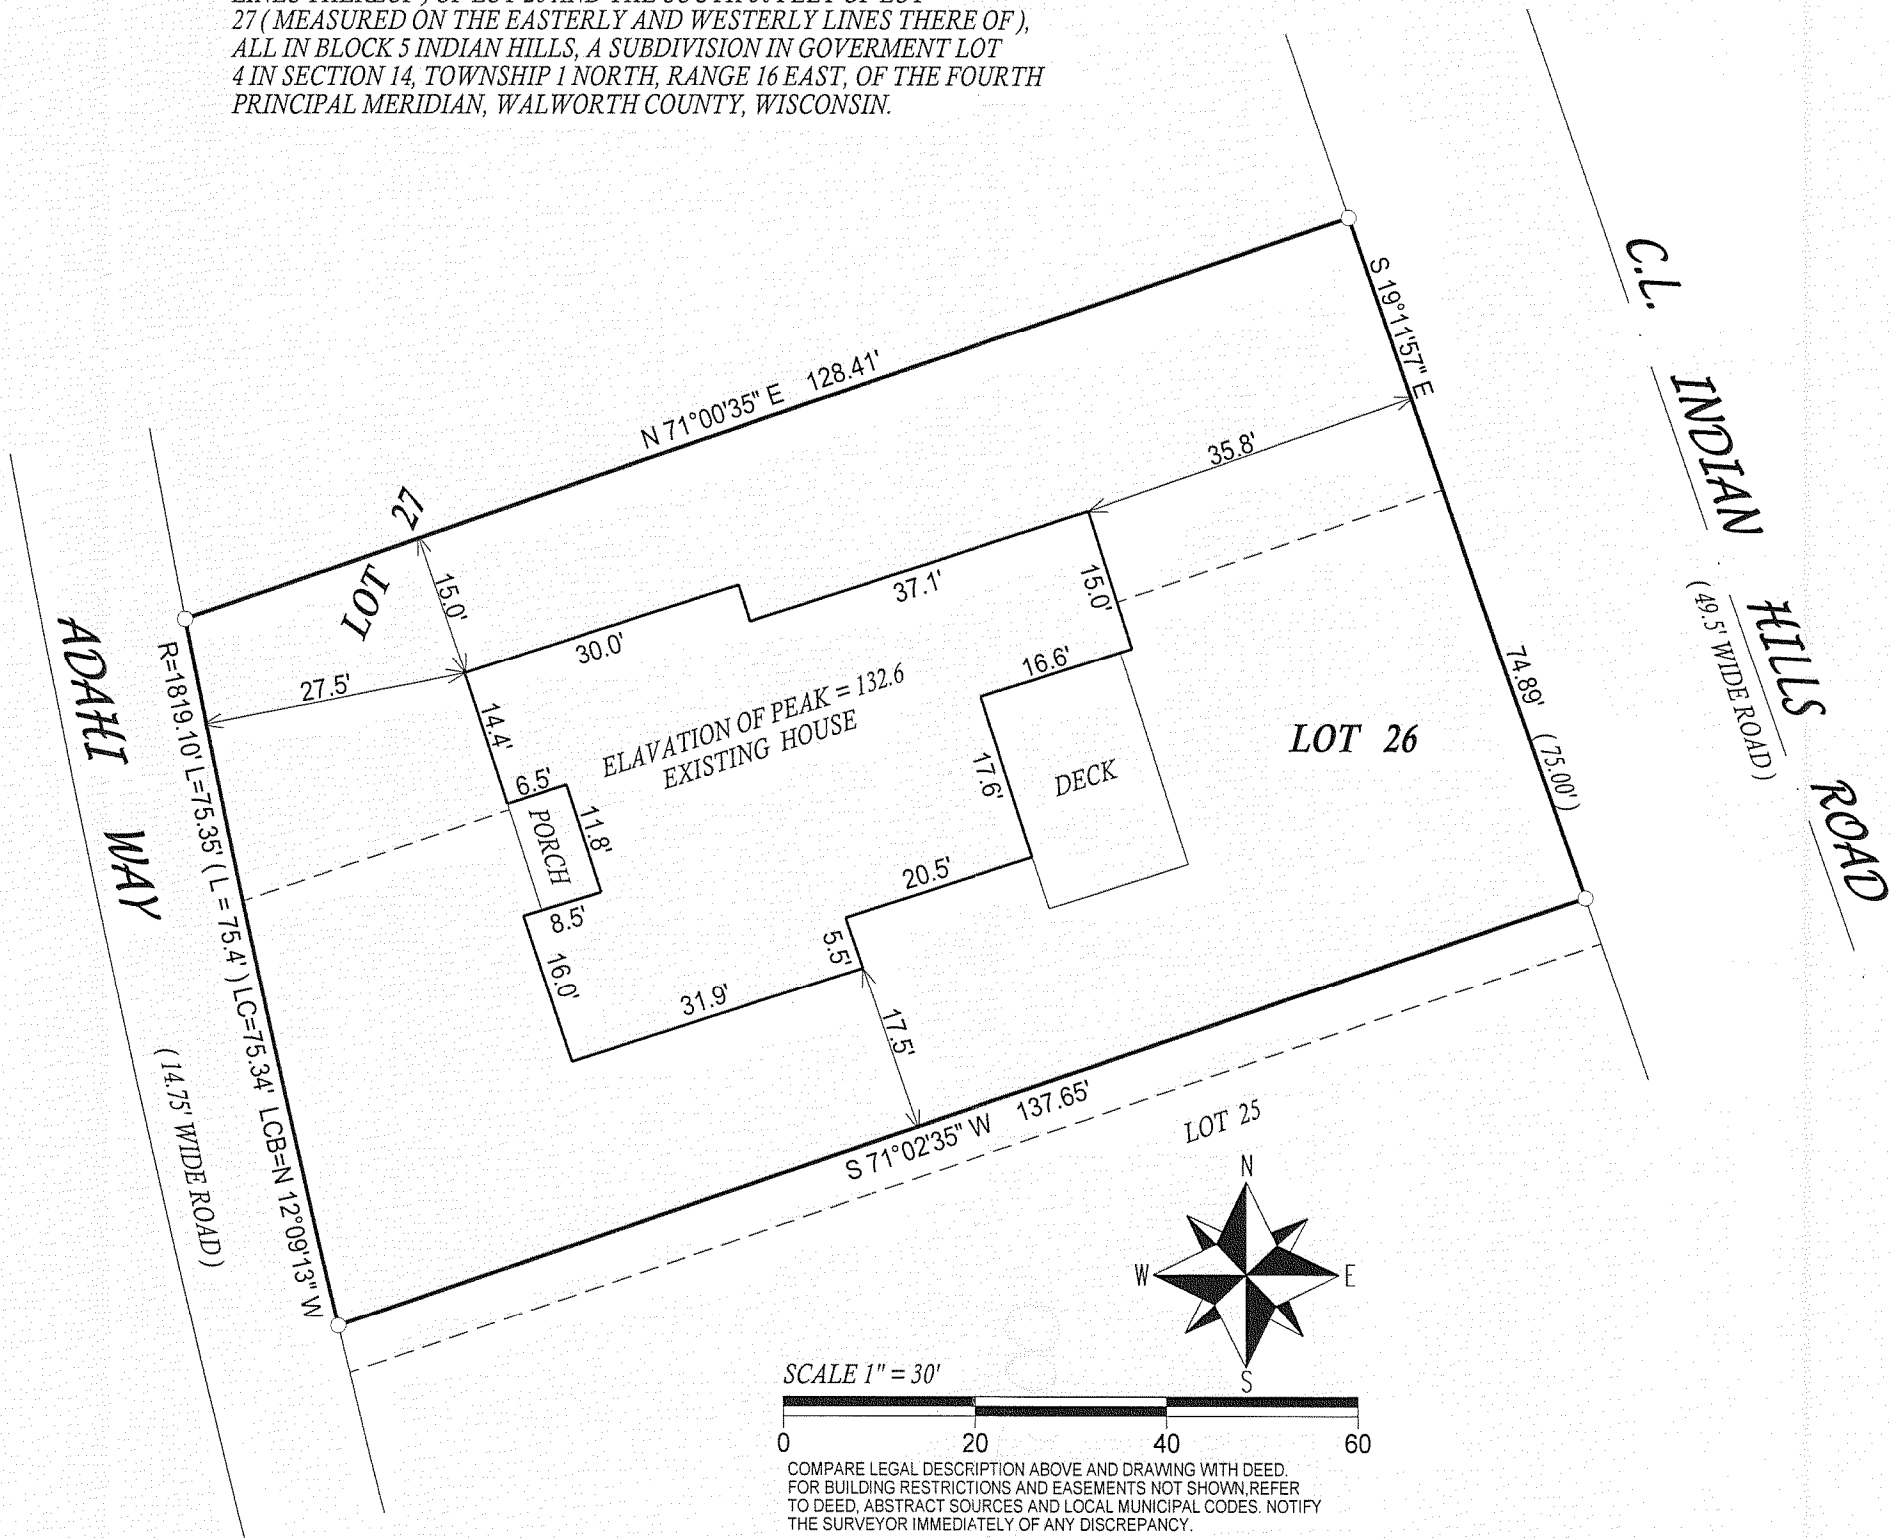 27 ( MEASURED ON THE EASTERLY AND WESTERLY LINES THERE OF ),
ALL IN BLOCK 5 INDIAN HILLS, A SUBDIVISION IN GOVERMENT LOT
4 IN SECTION 14, TOWNSHIP 1 NORTH, RANGE 16 EAST, OF THE FOURTH
PRINCIPAL MERIDIAN, WALWORTH COUNTY, WISCONSIN.
C.L. INDIAN HILLS ROAD
( 49.5' WIDE ROAD )
S 19°11'57" E
74.89' ( 75.00' )
N 71°00'35" E 128.41'
35.8'
LOT 27
15.0'
37.1'
15.0'
30.0'
16.6'
27.5'
ADAHI WAY
( 14.75' WIDE ROAD )
R=1819.10' L=75.35' ( L = 75.4' ) LC=75.34' LCB=N 12°09'13" W
14.4'
ELAVATION OF PEAK = 132.6
EXISTING HOUSE
LOT 26
6.5'
PORCH
11.8'
17.6'
DECK
20.5'
8.5'
16.0'
5.5'
31.9'
17.5'
S 71°02'35" W 137.65'
LOT 25
N
W
E
S
SCALE 1" = 30'
0 20 40 60
COMPARE LEGAL DESCRIPTION ABOVE AND DRAWING WITH DEED.
FOR BUILDING RESTRICTIONS AND EASEMENTS NOT SHOWN,REFER
TO DEED, ABSTRACT SOURCES AND LOCAL MUNICIPAL CODES. NOTIFY
THE SURVEYOR IMMEDIATELY OF ANY DISCREPANCY.